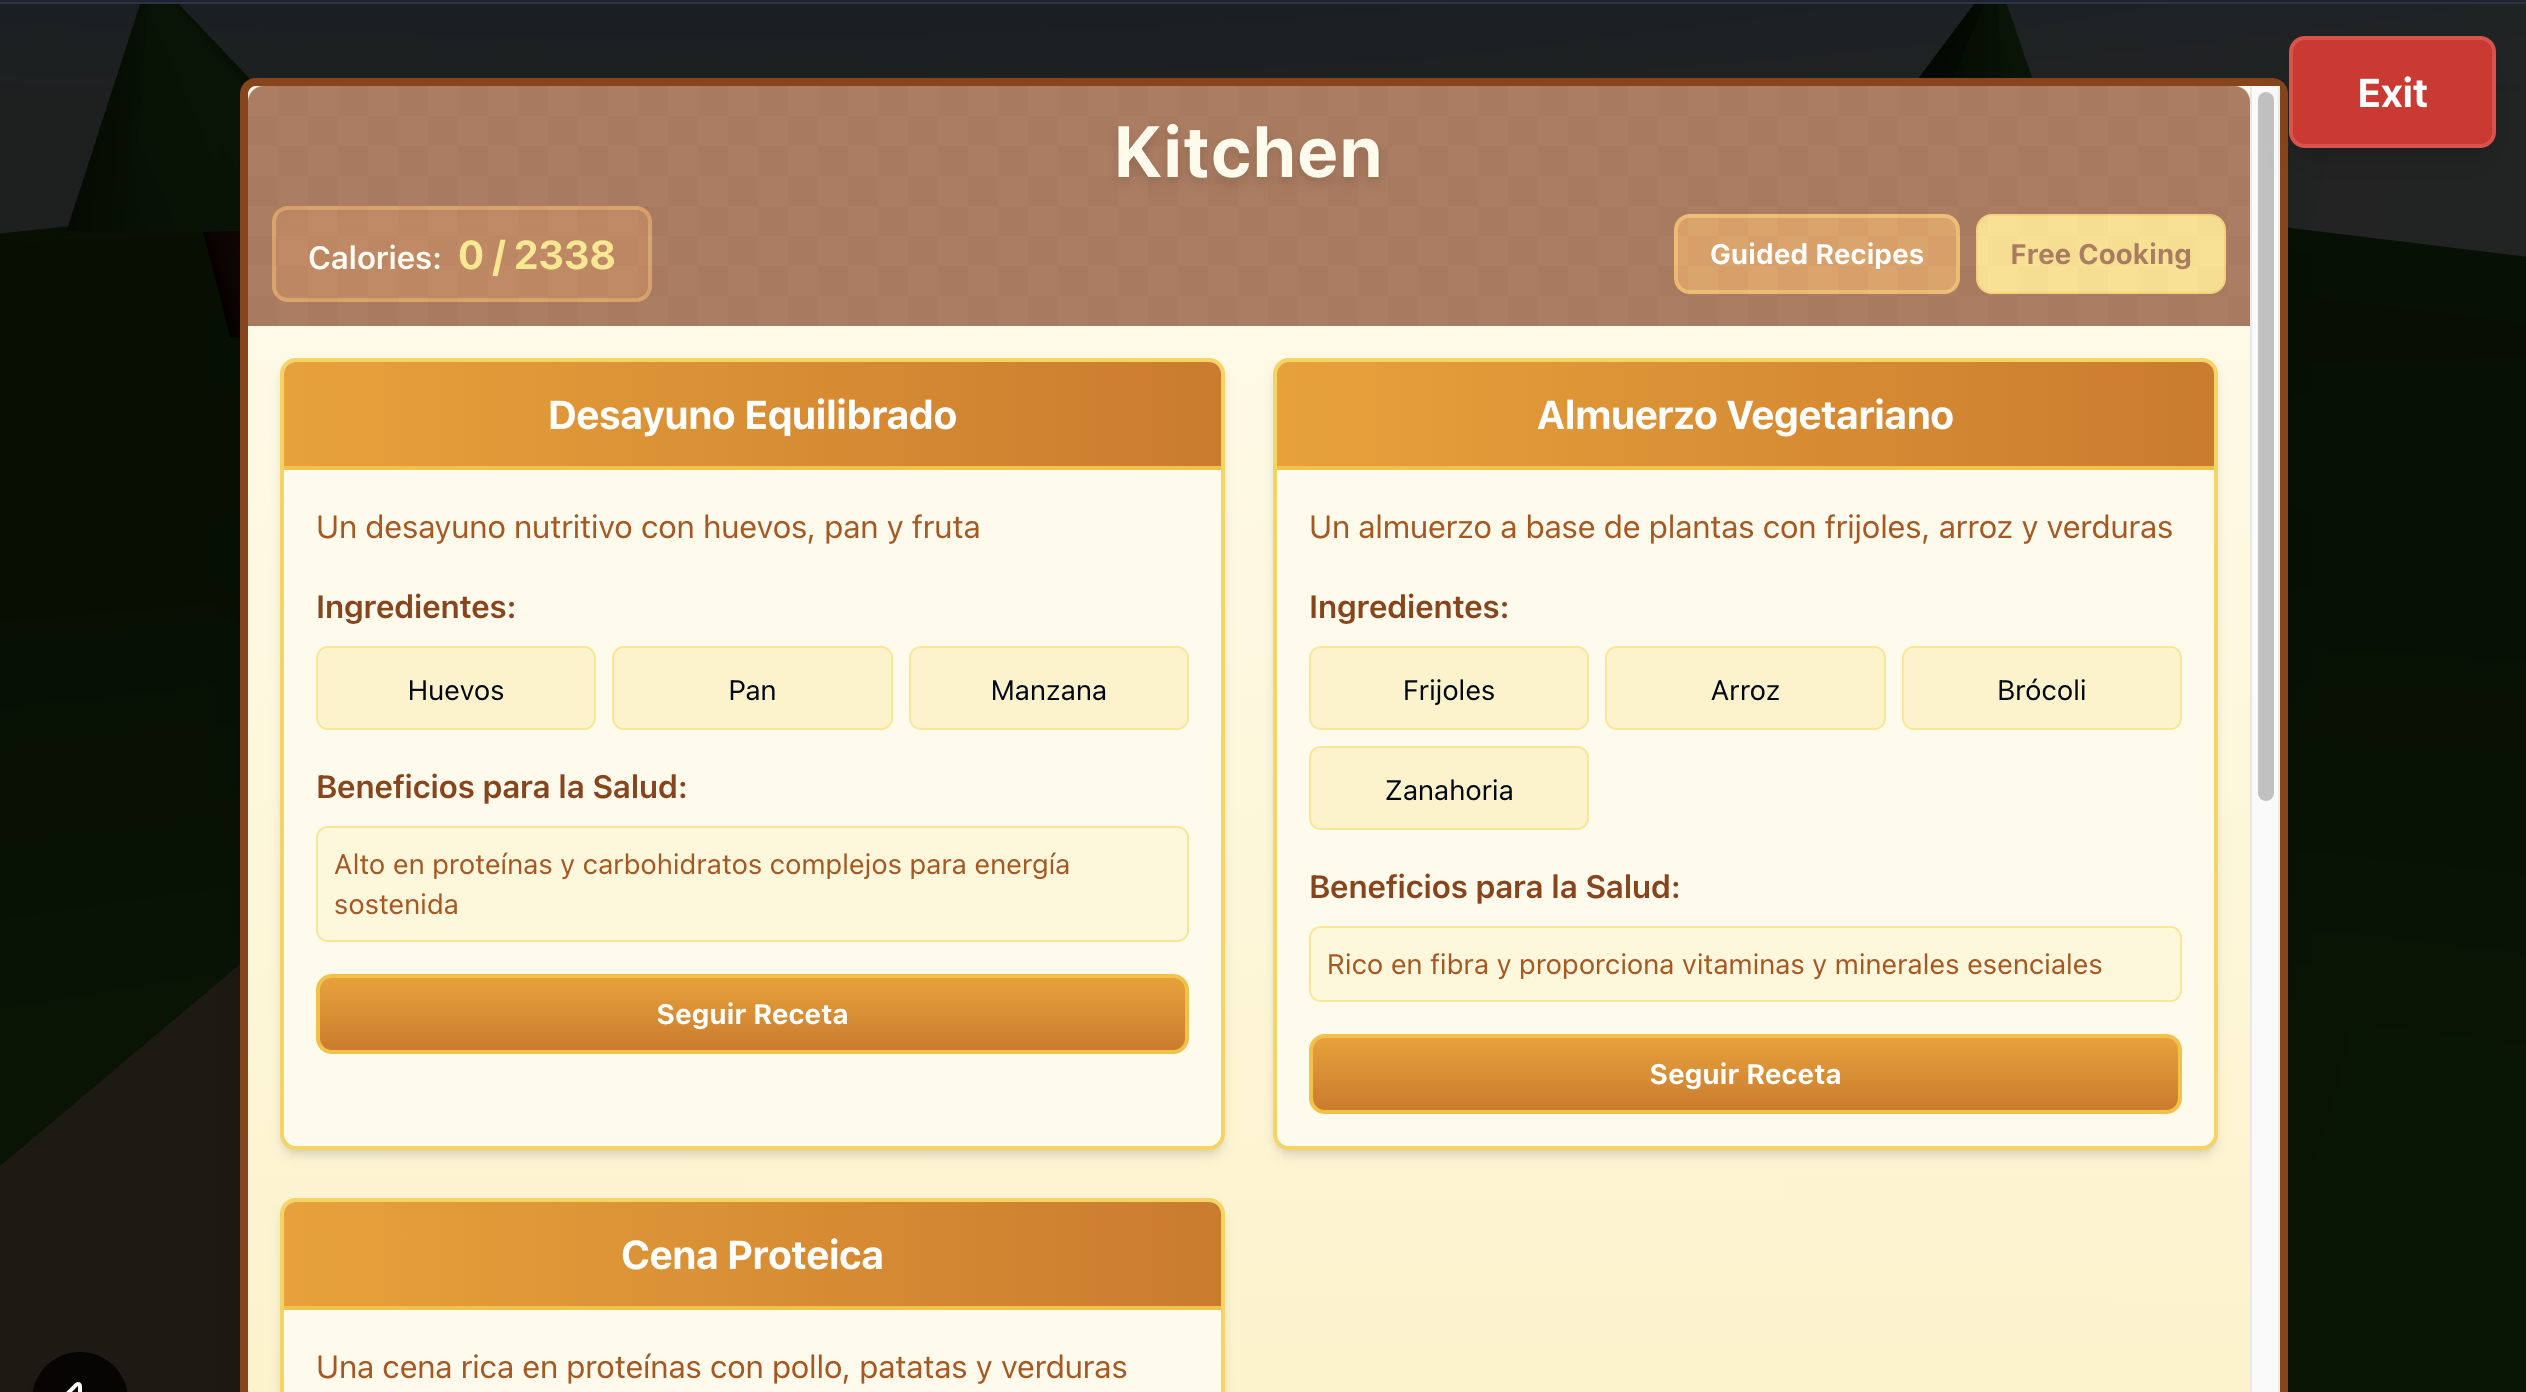 Exit
Kitchen
Calories: 0 / 2338
Guided Recipes
Free Cooking
Desayuno Equilibrado
Un desayuno nutritivo con huevos, pan y fruta
Ingredientes:
Huevos
Pan
Manzana
Beneficios para la Salud:
Alto en proteínas y carbohidratos complejos para energía
sostenida
Seguir Receta
Almuerzo Vegetariano
Un almuerzo a base de plantas con frijoles, arroz y verduras
Ingredientes:
Frijoles
Arroz
Brócoli
Zanahoria
Beneficios para la Salud:
Rico en fibra y proporciona vitaminas y minerales esenciales
Seguir Receta
Cena Proteica
Una cena rica en proteínas con pollo, patatas y verduras